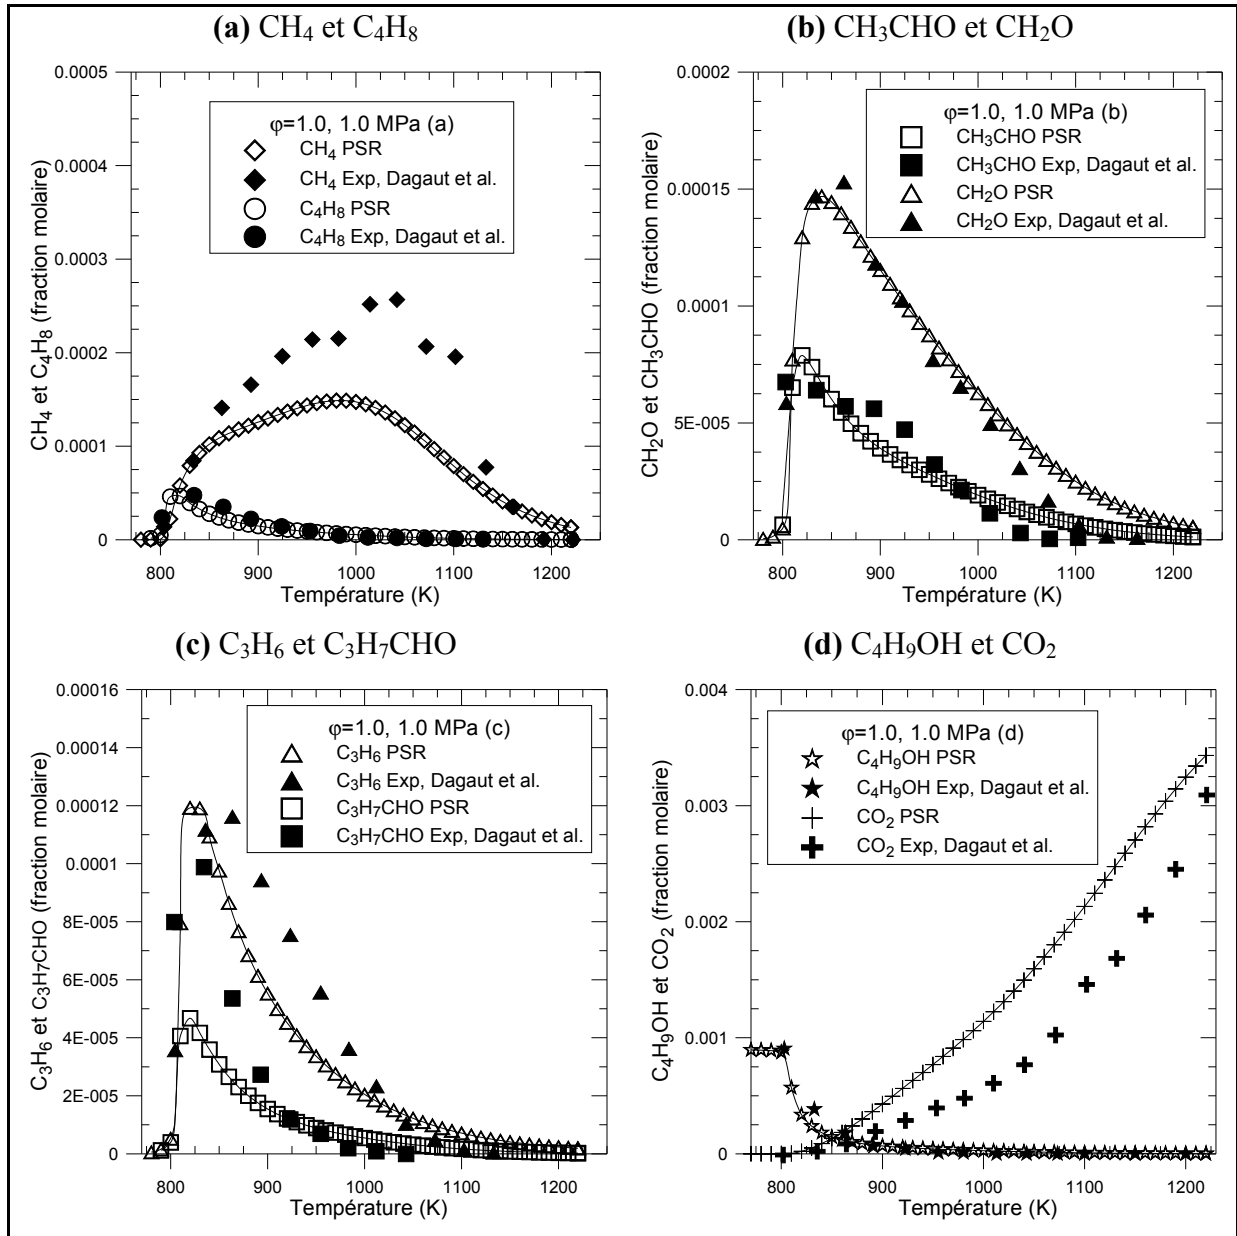 (a) CH₄ et C₄H₈
0.0005
0.0004
0.0003
0.0002
0.0001
0
CH₄ et C₄H₈ (fraction molaire)
φ=1.0, 1.0 MPa (a)
CH₄ PSR
CH₄ Exp, Dagaut et al.
C₄H₈ PSR
C₄H₈ Exp, Dagaut et al.
800 900 1000 1100 1200
Température (K)
(b) CH₃CHO et CH₂O
0.0002
0.00015
0.0001
5E-005
0
CH₂O et CH₃CHO (fraction molaire)
φ=1.0, 1.0 MPa (b)
CH₃CHO PSR
CH₃CHO Exp, Dagaut et al.
CH₂O PSR
CH₂O Exp, Dagaut et al.
800 900 1000 1100 1200
Température (K)
(c) C₃H₆ et C₃H₇CHO
0.00016
0.00014
0.00012
0.0001
8E-005
6E-005
4E-005
2E-005
0
C₃H₆ et C₃H₇CHO (fraction molaire)
φ=1.0, 1.0 MPa (c)
C₃H₆ PSR
C₃H₆ Exp, Dagaut et al.
C₃H₇CHO PSR
C₃H₇CHO Exp, Dagaut et al.
800 900 1000 1100 1200
Température (K)
(d) C₄H₉OH et CO₂
0.004
0.003
0.002
0.001
0
C₄H₉OH et CO₂ (fraction molaire)
φ=1.0, 1.0 MPa (d)
C₄H₉OH PSR
C₄H₉OH Exp, Dagaut et al.
CO₂ PSR
CO₂ Exp, Dagaut et al.
800 900 1000 1100 1200
Température (K)